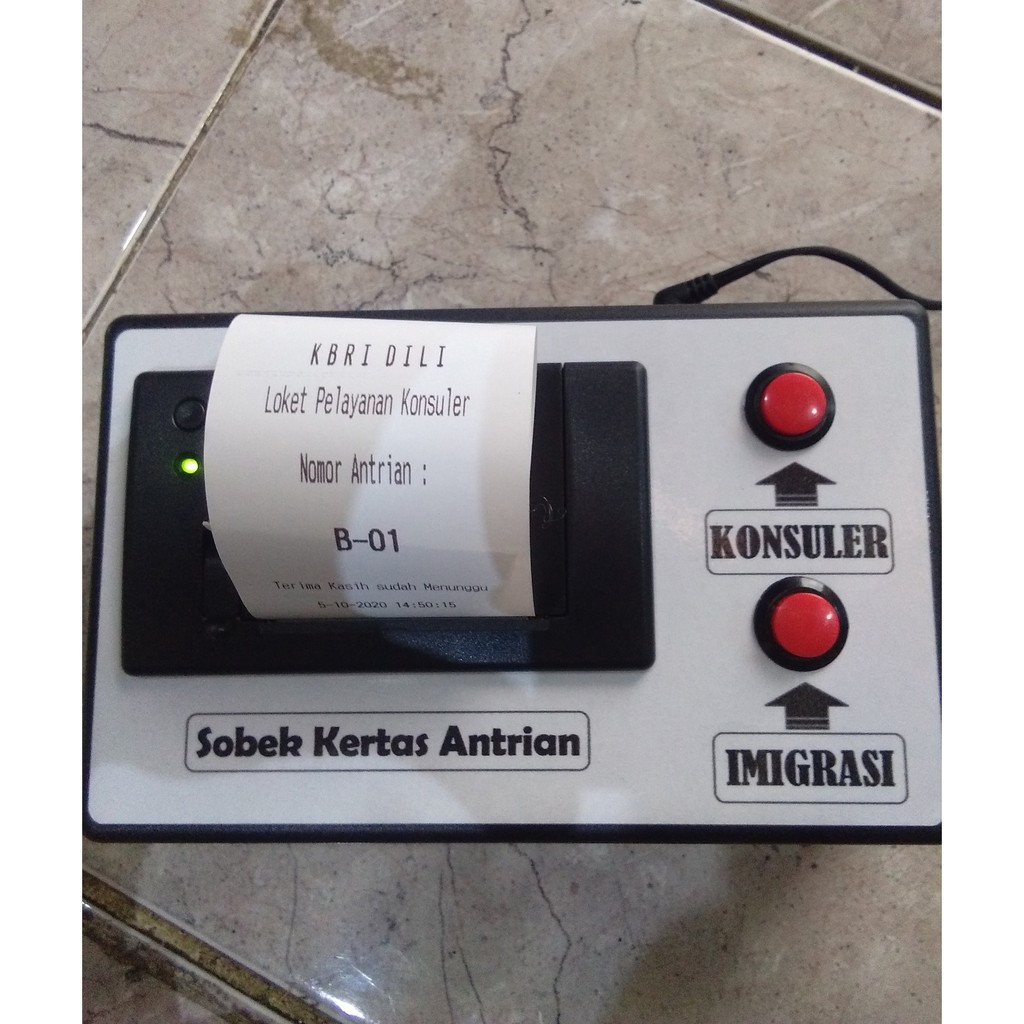 KBRI DILI
Loket Pelayanan Konsuler
Nomor Antrian :
B-01
Terima Kasih sudah Menunggu
5-10-2020 14:50:15
KONSULER
IMIGRASI
Sobek Kertas Antrian